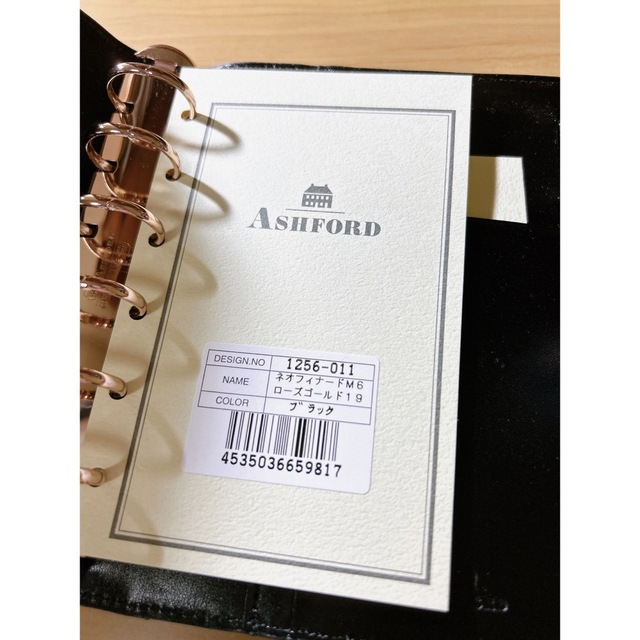 ASHFORD
DESIGN.NO 1256-011
NAME ネオフィナードM6
ローズゴールド19
COLOR ブラック
4535036659817